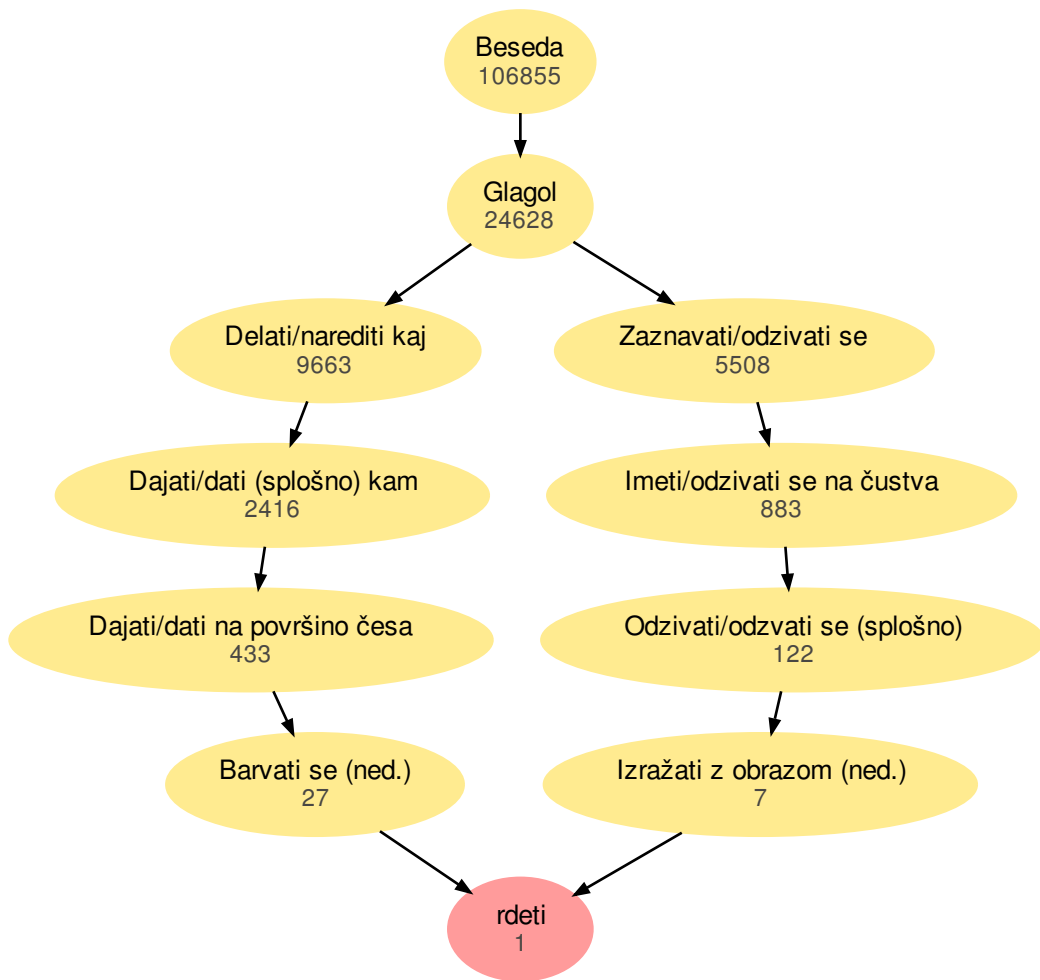 Beseda
106855
Glagol
24628
Delati/narediti kaj
9663
Zaznavati/odzivati se
5508
Dajati/dati (splošno) kam
2416
Imeti/odzivati se na čustva
883
Dajati/dati na površino česa
433
Odzivati/odzvati se (splošno)
122
Barvati se (ned.)
27
Izražati z obrazom (ned.)
7
rdeti
1